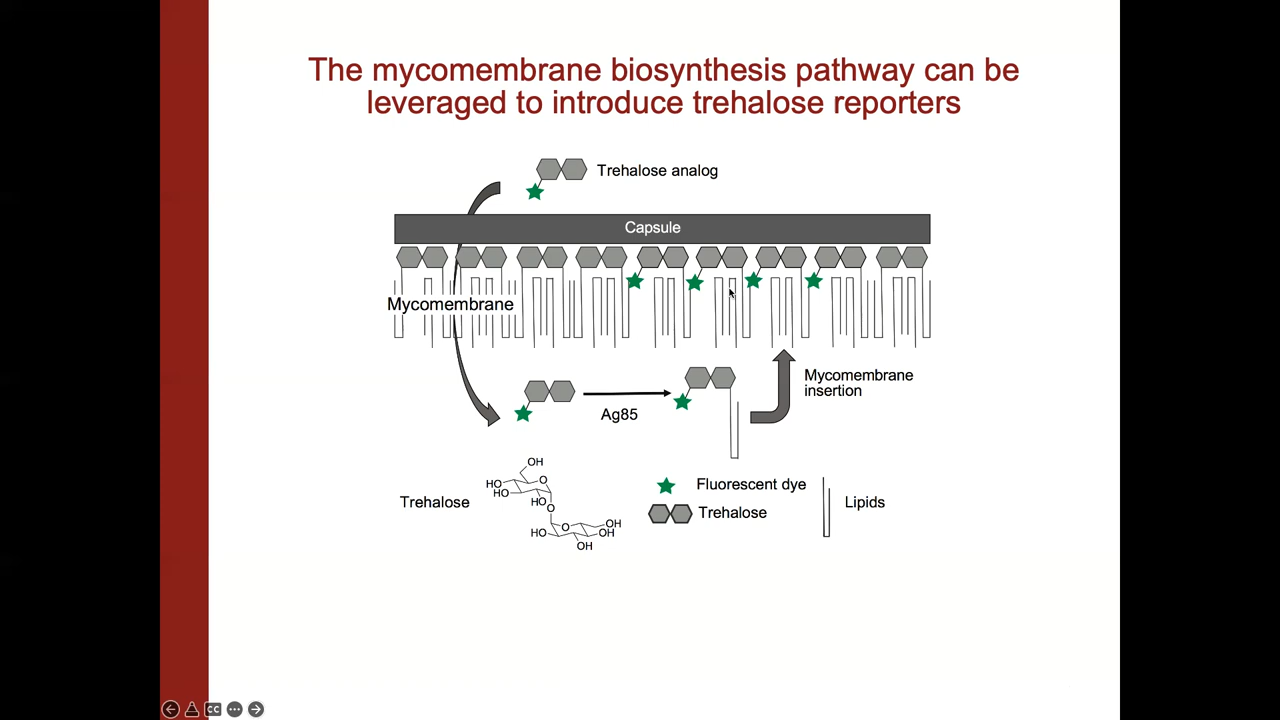 The mycomembrane biosynthesis pathway can be
leveraged to introduce trehalose reporters
Trehalose analog
Capsule
Mycomembrane
Mycomembrane
insertion
Ag85
OH
HO
O
HO
HO
O
O
OH
HO
OH
OH
Trehalose
Fluorescent dye
Trehalose
Lipids
CC